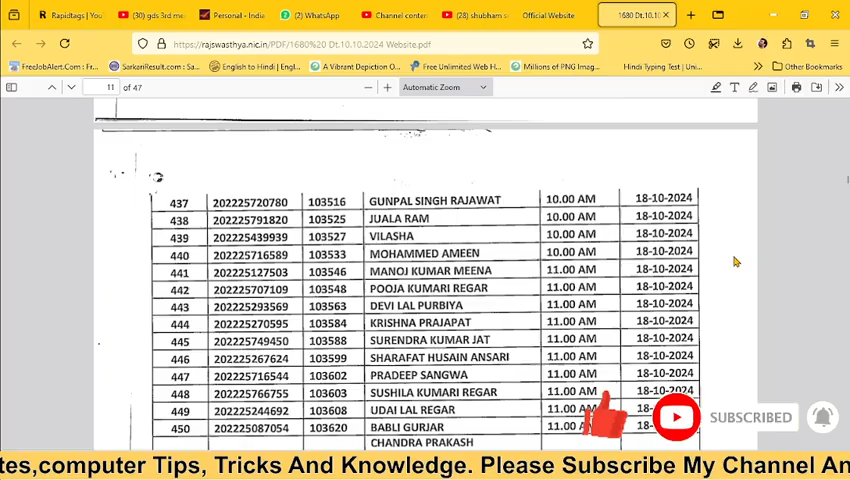 Rapidtags | You
(30) gds 3rd me
Personal - India
(2) WhatsApp
Channel conten
(28) shubham s
Official Website
1680 Dt.10.10.
https://rajswasthya.nic.in/PDF/1680%20 Dt.10.10.2024 Website.pdf
FreeJobAlert.Com : ...
SarkariResult.com : Sa...
English to Hindi | Engl...
A Vibrant Depiction O...
Free Unlimited Web H...
Millions of PNG Imag...
Hindi Typing Test | Uni...
Other Bookmarks
11 of 47
Automatic Zoom
437 202225720780 103516 GUNPAL SINGH RAJAWAT 10.00 AM 18-10-2024
438 202225791820 103525 JUALA RAM 10.00 AM 18-10-2024
439 202225439939 103527 VILASHA 10.00 AM 18-10-2024
440 202225716589 103533 MOHAMMED AMEEN 10.00 AM 18-10-2024
441 202225127503 103546 MANOJ KUMAR MEENA 11.00 AM 18-10-2024
442 202225707109 103548 POOJA KUMARI REGAR 11.00 AM 18-10-2024
443 202225293569 103563 DEVI LAL PURBIYA 11.00 AM 18-10-2024
444 202225270595 103584 KRISHNA PRAJAPAT 11.00 AM 18-10-2024
445 202225749450 103588 SURENDRA KUMAR JAT 11.00 AM 18-10-2024
446 202225267624 103599 SHARAFAT HUSAIN ANSARI 11.00 AM 18-10-2024
447 202225716544 103602 PRADEEP SANGWA 11.00 AM 18-10-2024
448 202225766755 103603 SUSHILA KUMARI REGAR 11.00 AM 18-10-2024
449 202225244692 103608 UDAI LAL REGAR 11.00 AM 18-
450 202225087054 103620 BABLI GURJAR 11.00 AM 18-
CHANDRA PRAKASH
SUBSCRIBED
tes,computer Tips, Tricks And Knowledge. Please Subscribe My Channel An